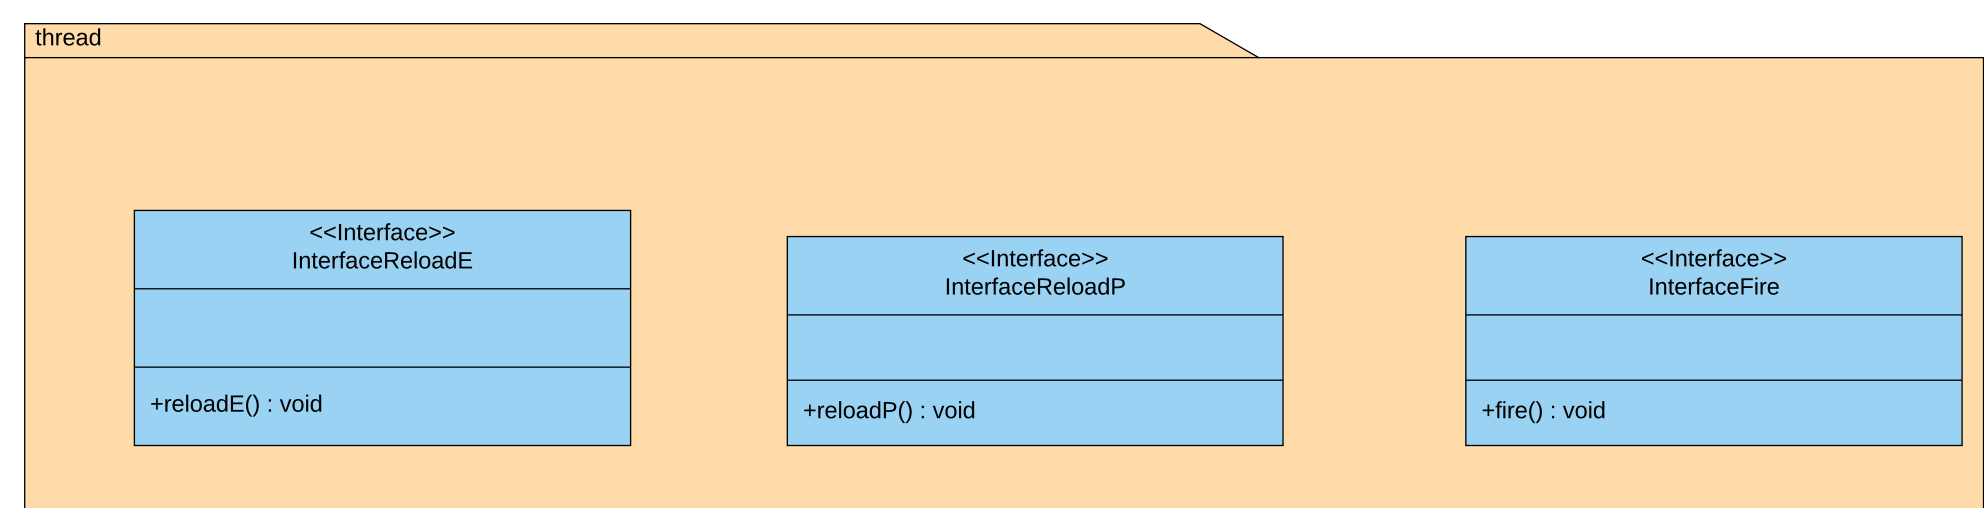 thread
<<Interface>>
InterfaceReloadE
+reloadE() : void
<<Interface>>
InterfaceReloadP
+reloadP() : void
<<Interface>>
InterfaceFire
+fire() : void